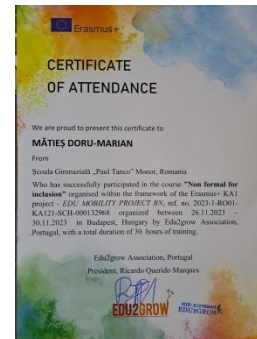 Erasmus+
CERTIFICATE
OF ATTENDANCE
We are proud to present this certificate to
MĂTIEȘ DORU-MARIAN
From
Școala Gimnazială „Paul Tanco” Monor, Romania
Who has successfully participated in the course "Non formal for
inclusion" organised within the framework of the Erasmus+ KA1
project - EDU MOBILITY PROJECT BN, ref. no. 2023-1-RO01-
KA121-SCH-000132968 organized between 26.11.2023 –
30.11.2023 in Budapest, Hungary by Edu2grow Association,
Portugal, with a total duration of 30 hours of training.
Edu2grow Association, Portugal
President, Ricardo Querido Marques
EDU2GROW
EDU2GROW